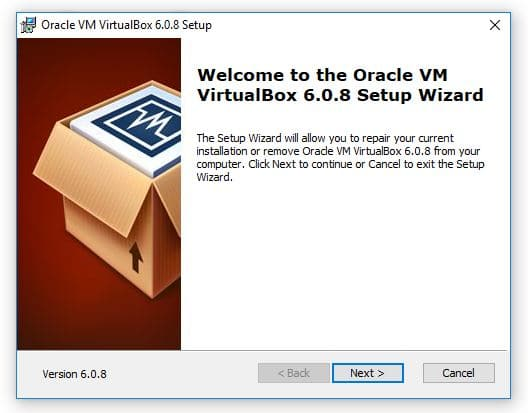 Oracle VM VirtualBox 6.0.8 Setup
Welcome to the Oracle VM
VirtualBox 6.0.8 Setup Wizard
The Setup Wizard will allow you to repair your current
installation or remove Oracle VM VirtualBox 6.0.8 from your
computer. Click Next to continue or Cancel to exit the Setup
Wizard.
Version 6.0.8
< Back
Next >
Cancel